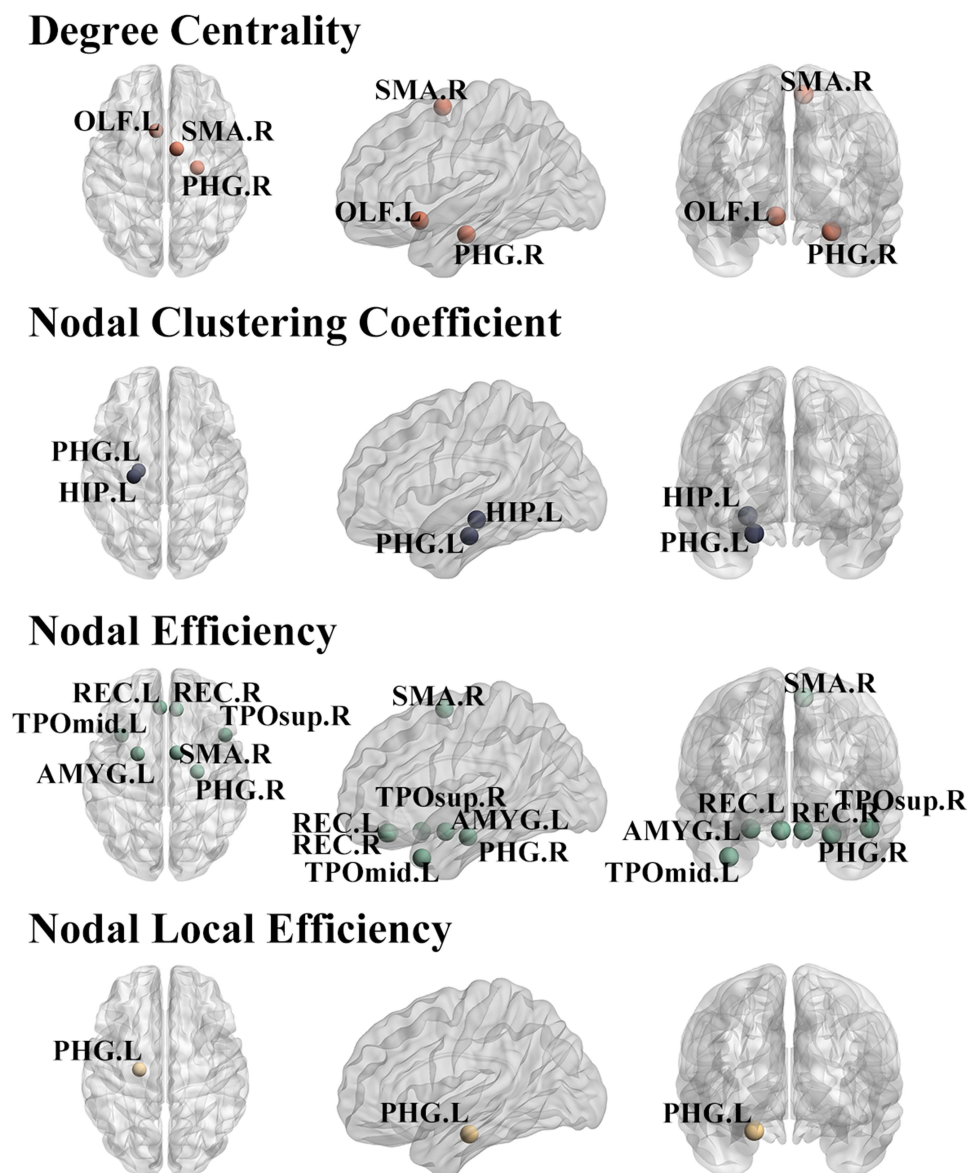 Degree Centrality
OLF.L
SMA.R
PHG.R
SMA.R
OLF.L
PHG.R
SMA.R
OLF.L
PHG.R
Nodal Clustering Coefficient
PHG.L
HIP.L
HIP.L
PHG.L
HIP.L
PHG.L
Nodal Efficiency
REC.L
REC.R
TPOmid.L
TPOsup.R
SMA.R
AMYG.L
PHG.R
SMA.R
TPOsup.R
REC.L
AMYG.L
REC.R
PHG.R
TPOmid.L
SMA.R
REC.L
TPOsup.R
REC.R
AMYG.L
PHG.R
TPOmid.L
Nodal Local Efficiency
PHG.L
PHG.L
PHG.L